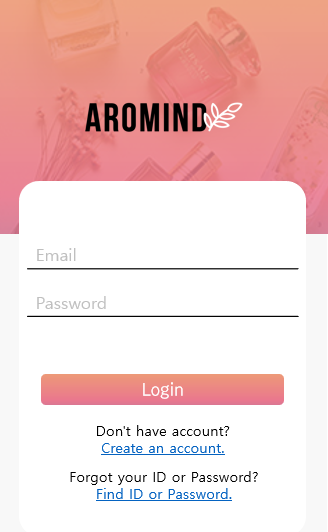 AROMIND
Email
Password
Login
Don't have account?
Create an account.
Forgot your ID or Password?
Find ID or Password.